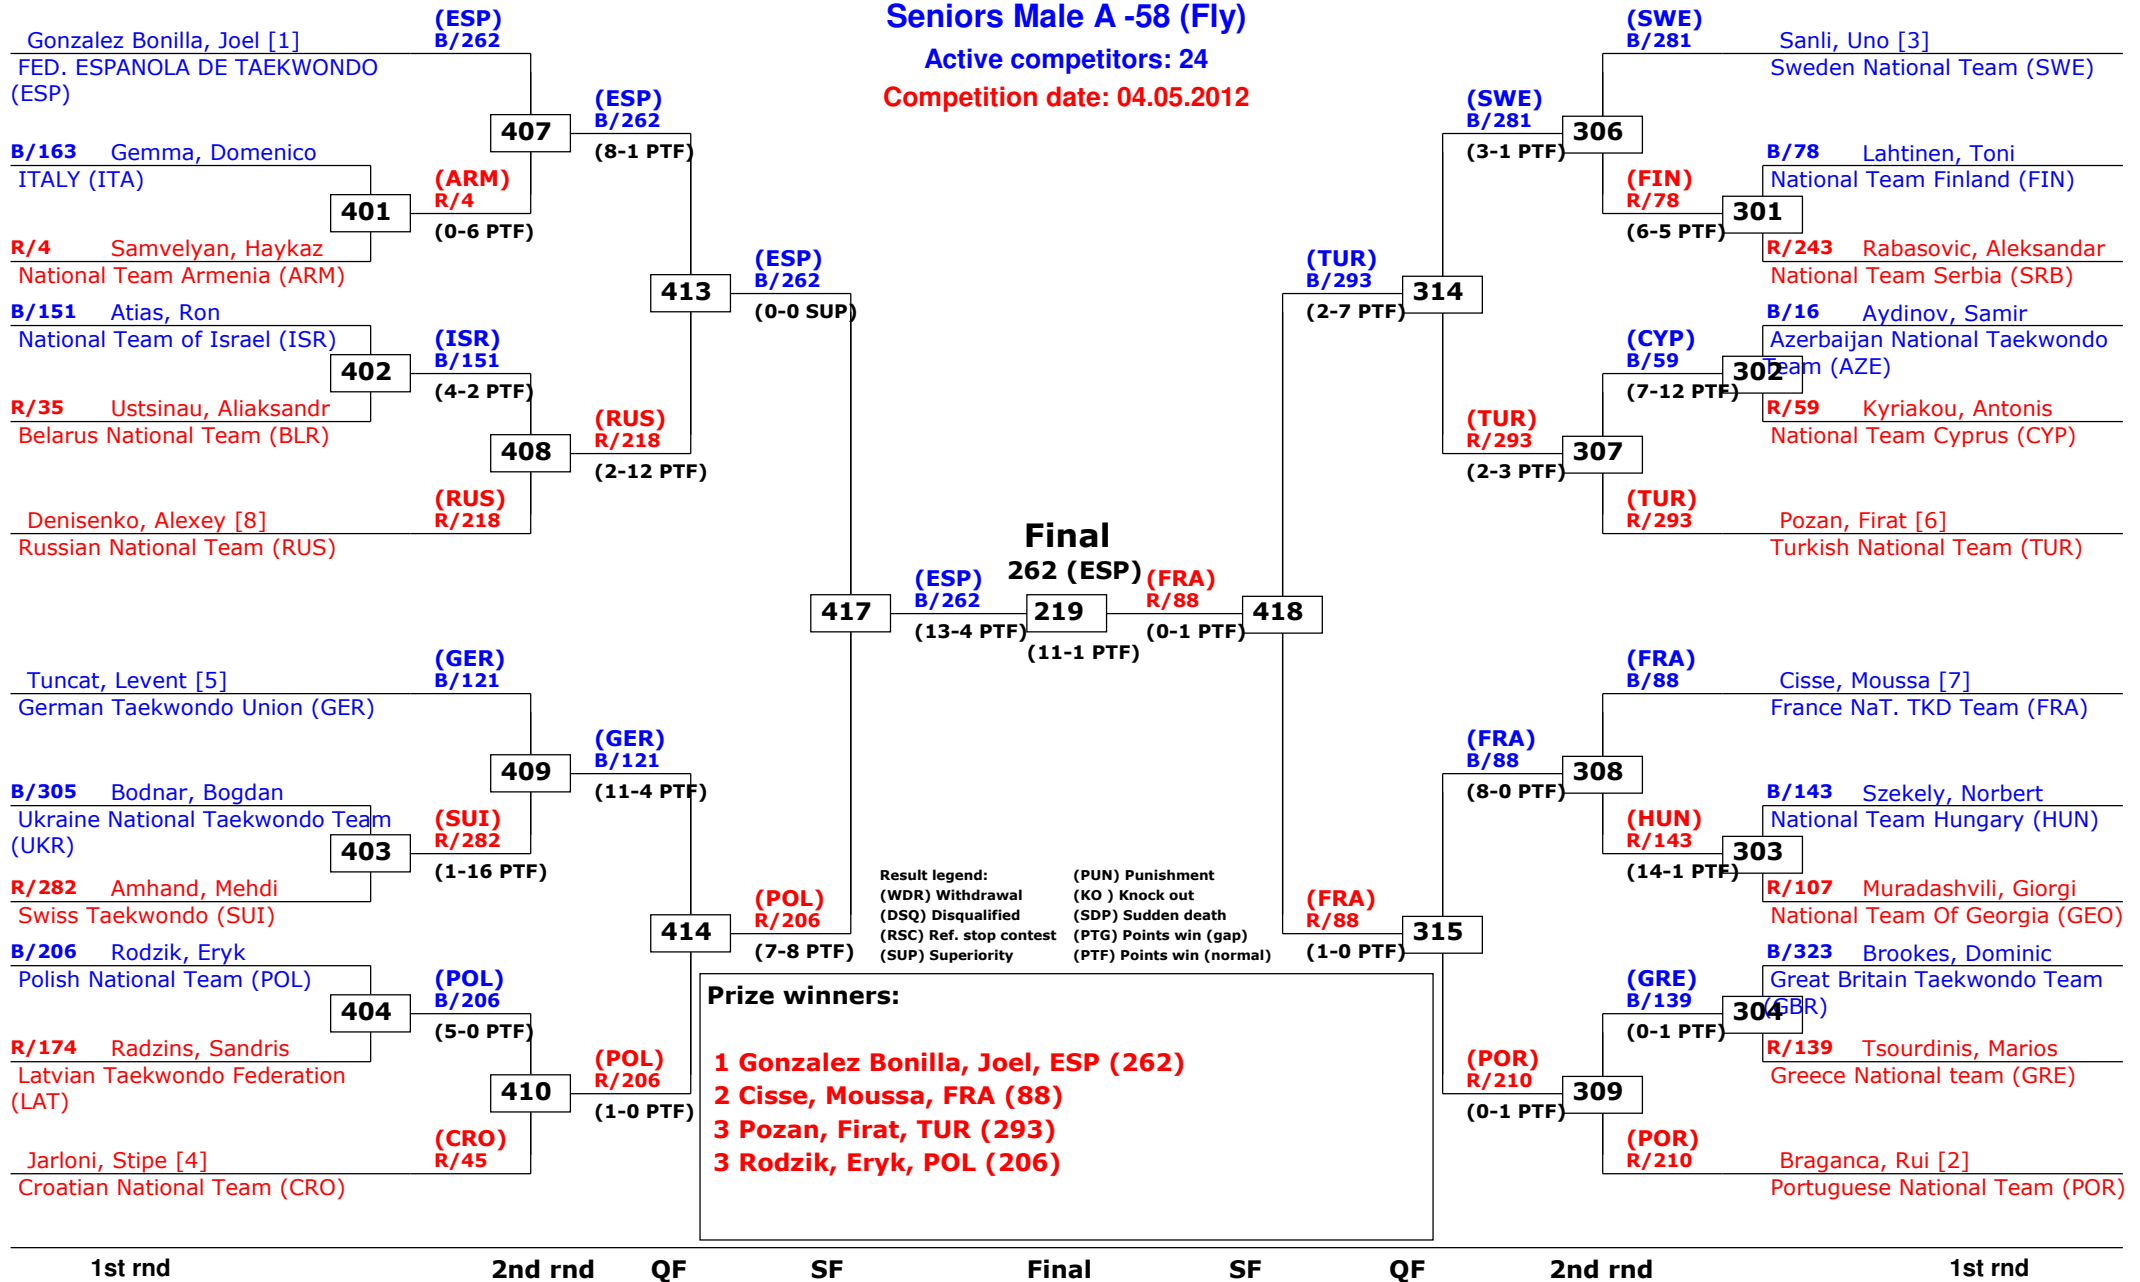 Seniors Male A -58 (Fly)
Active competitors: 24
Competition date: 04.05.2012
Gonzalez Bonilla, Joel [1]
FED. ESPANOLA DE TAEKWONDO
(ESP)
(ESP)
B/262
B/163 Gemma, Domenico
ITALY (ITA)
401
R/4 Samvelyan, Haykaz
National Team Armenia (ARM)
(ARM)
R/4
(0-6 PTF)
407
(ESP)
B/262
(8-1 PTF)
B/151 Atias, Ron
National Team of Israel (ISR)
402
R/35 Ustsinau, Aliaksandr
Belarus National Team (BLR)
(ISR)
B/151
(4-2 PTF)
408
Denisenko, Alexey [8]
Russian National Team (RUS)
(RUS)
R/218
(RUS)
R/218
(2-12 PTF)
413
(ESP)
B/262
(0-0 SUP)
Tuncat, Levent [5]
German Taekwondo Union (GER)
(GER)
B/121
B/305 Bodnar, Bogdan
Ukraine National Taekwondo Team
(UKR)
403
R/282 Amhand, Mehdi
Swiss Taekwondo (SUI)
(SUI)
R/282
(1-16 PTF)
409
(GER)
B/121
(11-4 PTF)
B/206 Rodzik, Eryk
Polish National Team (POL)
404
R/174 Radzins, Sandris
Latvian Taekwondo Federation
(LAT)
(POL)
B/206
(5-0 PTF)
410
Jarloni, Stipe [4]
Croatian National Team (CRO)
(CRO)
R/45
(POL)
R/206
(1-0 PTF)
414
(POL)
R/206
(7-8 PTF)
417
(ESP)
B/262
(13-4 PTF)
Final
262 (ESP)
219
(11-1 PTF)
(FRA)
R/88
(0-1 PTF)
418
(TUR)
B/293
(2-7 PTF)
314
(SWE)
B/281
(3-1 PTF)
306
(SWE)
B/281
Sanli, Uno [3]
Sweden National Team (SWE)
(FIN)
R/78
(6-5 PTF)
301
B/78 Lahtinen, Toni
National Team Finland (FIN)
R/243 Rabasovic, Aleksandar
National Team Serbia (SRB)
(TUR)
R/293
(2-3 PTF)
307
(CYP)
B/59
(7-12 PTF)
302
B/16 Aydinov, Samir
Azerbaijan National Taekwondo
Team (AZE)
R/59 Kyriakou, Antonis
National Team Cyprus (CYP)
(TUR)
R/293
Pozan, Firat [6]
Turkish National Team (TUR)
(FRA)
R/88
(1-0 PTF)
315
(FRA)
B/88
(8-0 PTF)
308
(FRA)
B/88
Cisse, Moussa [7]
France NaT. TKD Team (FRA)
(HUN)
R/143
(14-1 PTF)
303
B/143 Szekely, Norbert
National Team Hungary (HUN)
R/107 Muradashvili, Giorgi
National Team Of Georgia (GEO)
(POR)
R/210
(0-1 PTF)
309
(GRE)
B/139
(0-1 PTF)
304
B/323 Brookes, Dominic
Great Britain Taekwondo Team
(GBR)
R/139 Tsourdinis, Marios
Greece National team (GRE)
(POR)
R/210
Braganca, Rui [2]
Portuguese National Team (POR)
Result legend: (PUN) Punishment
(WDR) Withdrawal (KO ) Knock out
(DSQ) Disqualified (SDP) Sudden death
(RSC) Ref. stop contest (PTG) Points win (gap)
(SUP) Superiority (PTF) Points win (normal)
Prize winners:
1 Gonzalez Bonilla, Joel, ESP (262)
2 Cisse, Moussa, FRA (88)
3 Pozan, Firat, TUR (293)
3 Rodzik, Eryk, POL (206)
1st rnd 2nd rnd QF SF Final SF QF 2nd rnd 1st rnd